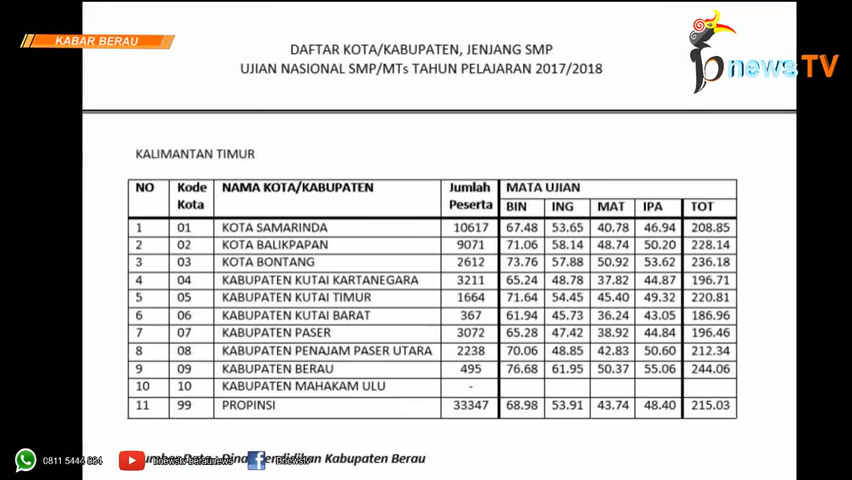 KABAR BERAU
bnewsTV
DAFTAR KOTA/KABUPATEN, JENJANG SMP
UJIAN NASIONAL SMP/MTs TAHUN PELAJARAN 2017/2018
KALIMANTAN TIMUR
NO Kode Kota NAMA KOTA/KABUPATEN Jumlah Peserta MATA UJIAN
BIN ING MAT IPA TOT
1 01 KOTA SAMARINDA 10617 67.48 53.65 40.78 46.94 208.85
2 02 KOTA BALIKPAPAN 9071 71.06 58.14 48.74 50.20 228.14
3 03 KOTA BONTANG 2612 73.76 57.88 50.92 53.62 236.18
4 04 KABUPATEN KUTAI KARTANEGARA 3211 65.24 48.78 37.82 44.87 196.71
5 05 KABUPATEN KUTAI TIMUR 1664 71.64 54.45 45.40 49.32 220.81
6 06 KABUPATEN KUTAI BARAT 367 61.94 45.73 36.24 43.05 186.96
7 07 KABUPATEN PASER 3072 65.28 47.42 38.92 44.84 196.46
8 08 KABUPATEN PENAJAM PASER UTARA 2238 70.06 48.85 42.83 50.60 212.34
9 09 KABUPATEN BERAU 495 76.68 61.95 50.37 55.06 244.06
10 10 KABUPATEN MAHAKAM ULU -
11 99 PROPINSI 33347 68.98 53.91 43.74 48.40 215.03
0811 5444 664 Kabupaten Berau